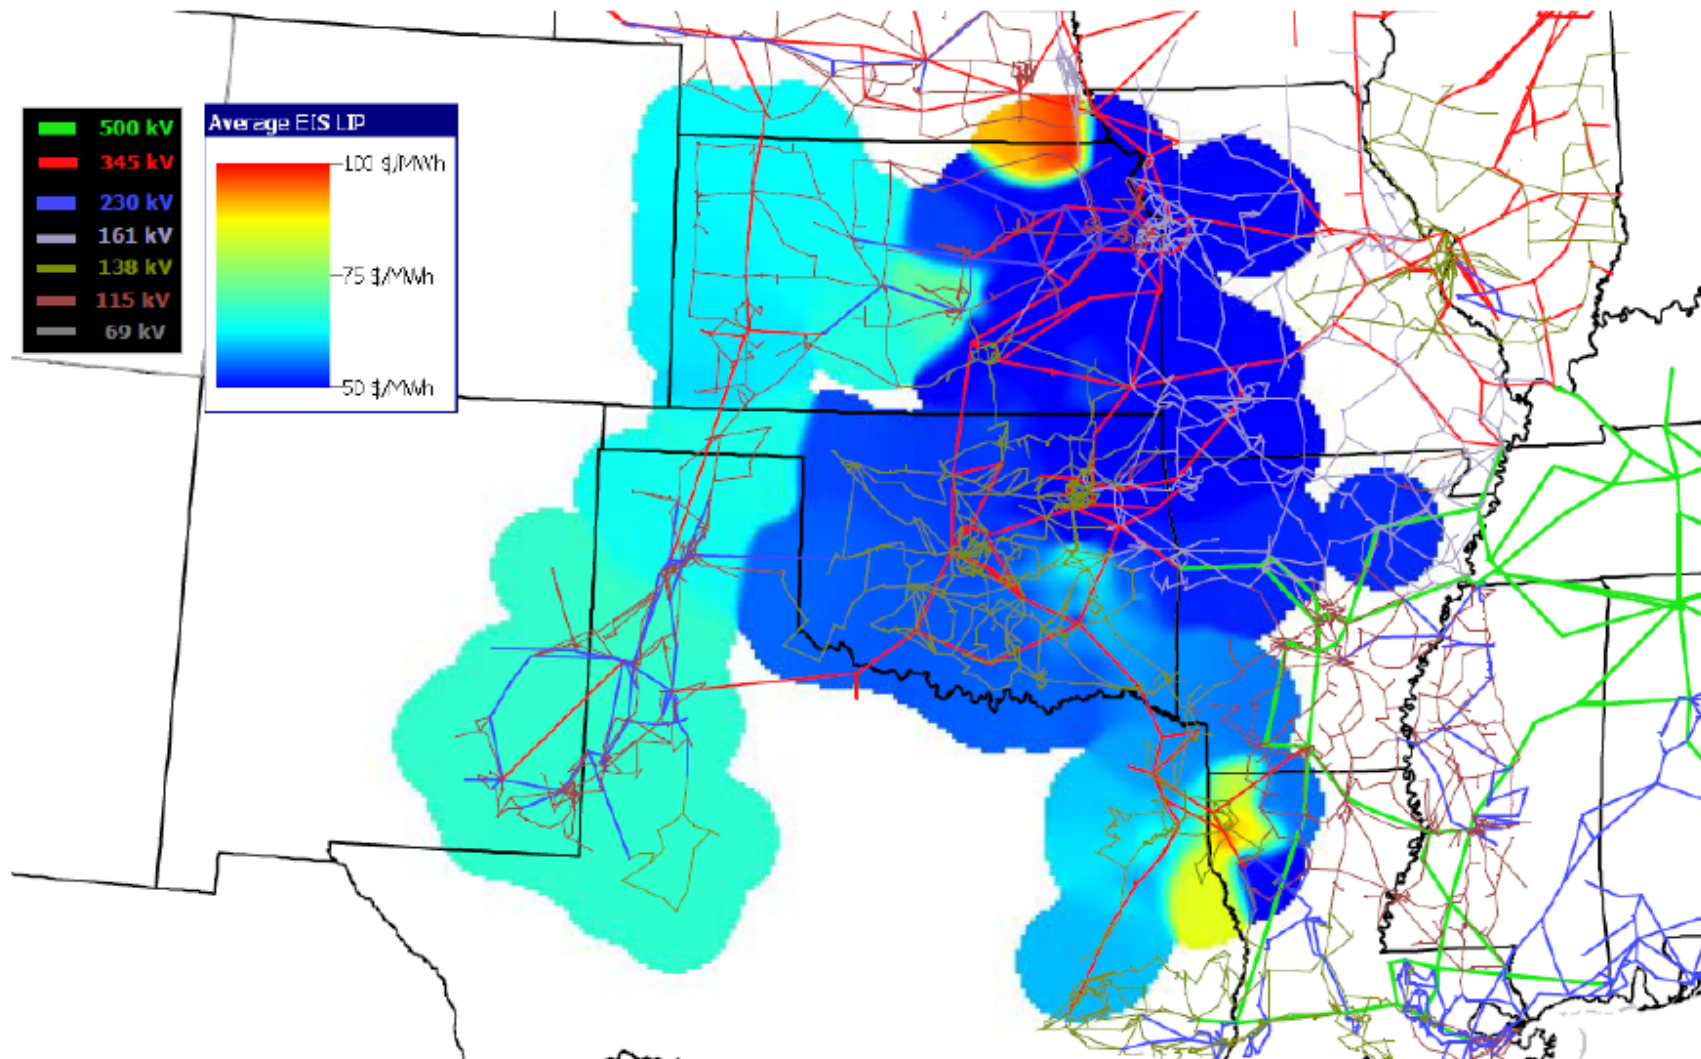 500 kV
345 kV
230 kV
161 kV
138 kV
115 kV
69 kV
Average EIS LIP
100 $/MWh
75 $/MWh
50 $/MWh